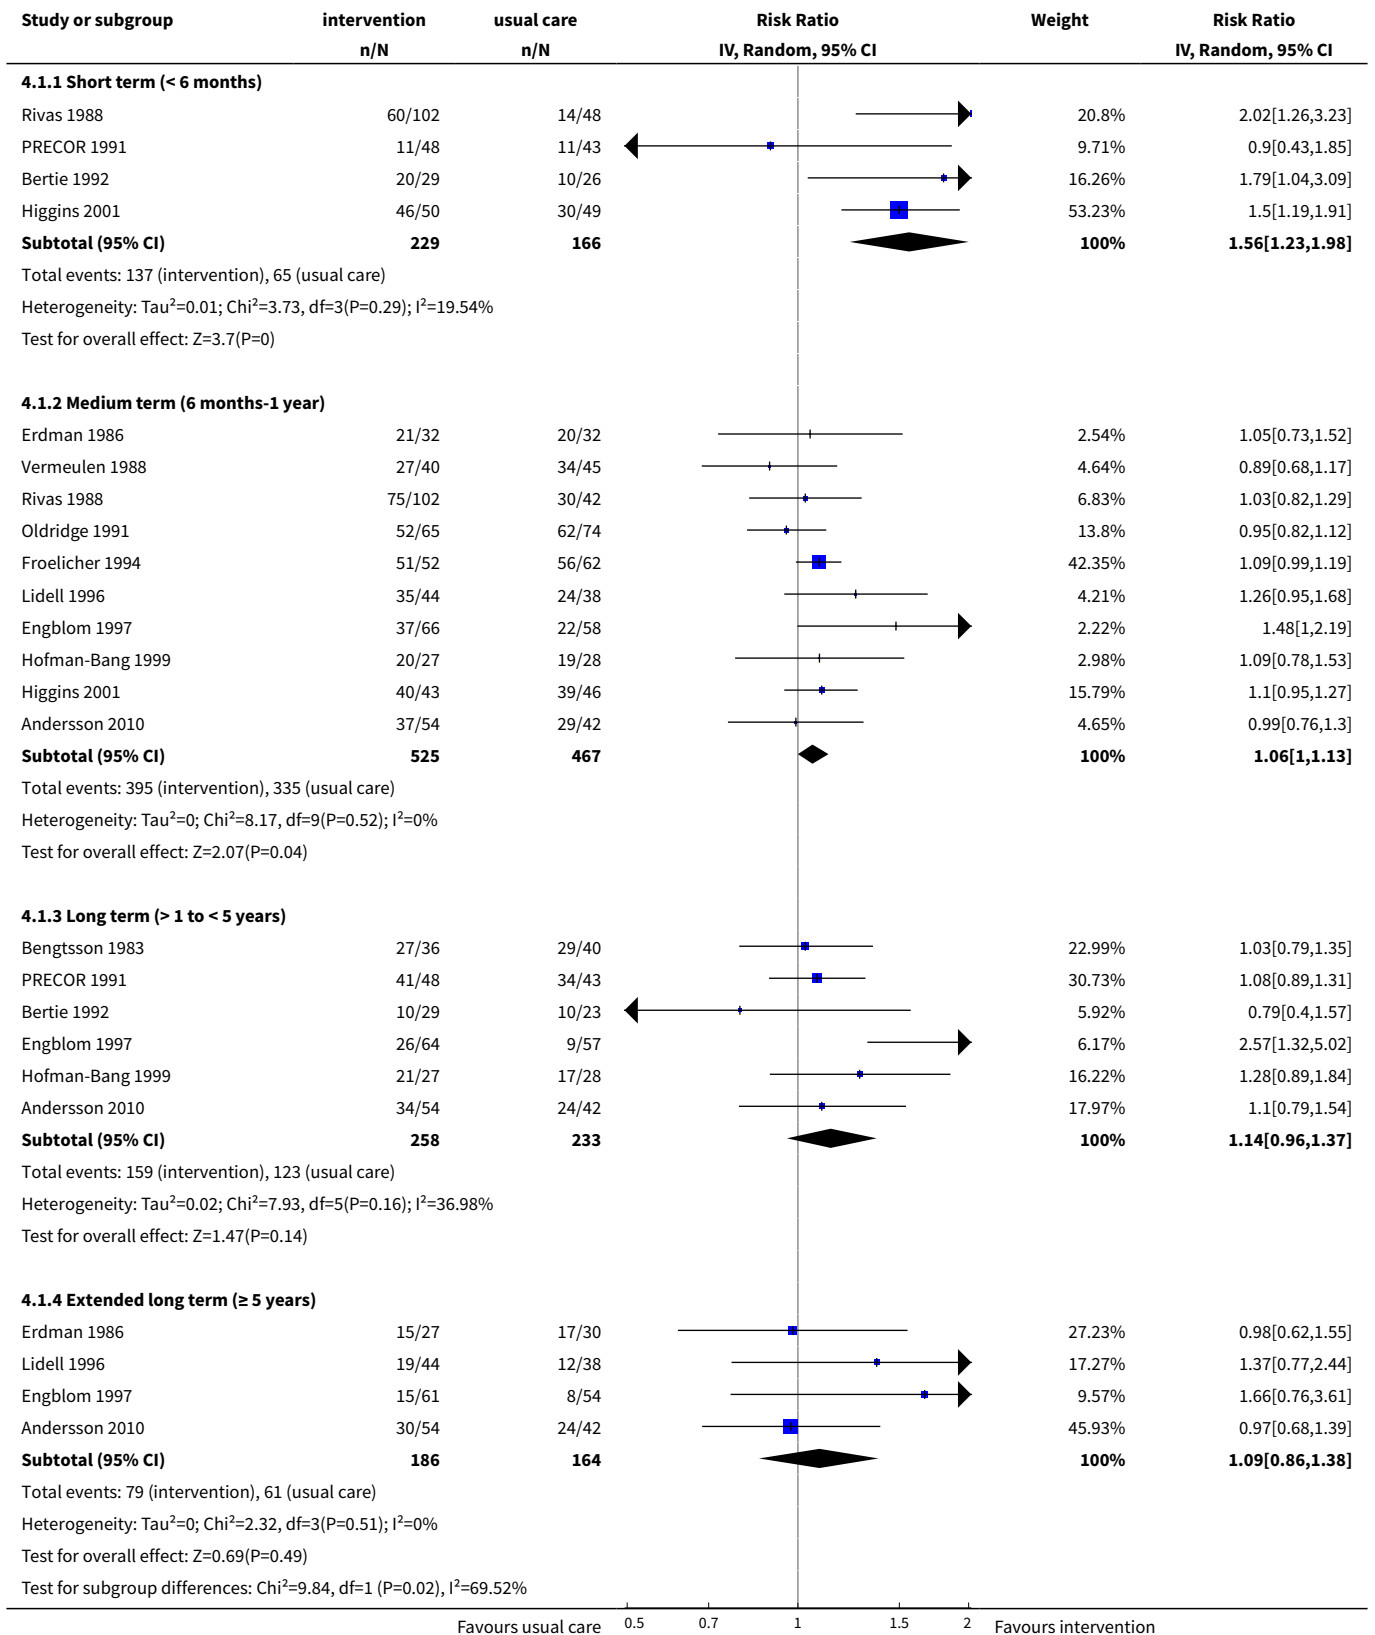 Study or subgroup intervention usual care Risk Ratio Weight Risk Ratio
n/N n/N IV, Random, 95% CI IV, Random, 95% CI
4.1.1 Short term (< 6 months)
Rivas 1988 60/102 14/48 20.8% 2.02[1.26,3.23]
PRECOR 1991 11/48 11/43 9.71% 0.9[0.43,1.85]
Bertie 1992 20/29 10/26 16.26% 1.79[1.04,3.09]
Higgins 2001 46/50 30/49 53.23% 1.5[1.19,1.91]
Subtotal (95% CI) 229 166 100% 1.56[1.23,1.98]
Total events: 137 (intervention), 65 (usual care)
Heterogeneity: Tau²=0.01; Chi²=3.73, df=3(P=0.29); I²=19.54%
Test for overall effect: Z=3.7(P=0)
4.1.2 Medium term (6 months-1 year)
Erdman 1986 21/32 20/32 2.54% 1.05[0.73,1.52]
Vermeulen 1988 27/40 34/45 4.64% 0.89[0.68,1.17]
Rivas 1988 75/102 30/42 6.83% 1.03[0.82,1.29]
Oldridge 1991 52/65 62/74 13.8% 0.95[0.82,1.12]
Froelicher 1994 51/52 56/62 42.35% 1.09[0.99,1.19]
Lidell 1996 35/44 24/38 4.21% 1.26[0.95,1.68]
Engblom 1997 37/66 22/58 2.22% 1.48[1,2.19]
Hofman-Bang 1999 20/27 19/28 2.98% 1.09[0.78,1.53]
Higgins 2001 40/43 39/46 15.79% 1.1[0.95,1.27]
Andersson 2010 37/54 29/42 4.65% 0.99[0.76,1.3]
Subtotal (95% CI) 525 467 100% 1.06[1,1.13]
Total events: 395 (intervention), 335 (usual care)
Heterogeneity: Tau²=0; Chi²=8.17, df=9(P=0.52); I²=0%
Test for overall effect: Z=2.07(P=0.04)
4.1.3 Long term (> 1 to < 5 years)
Bengtsson 1983 27/36 29/40 22.99% 1.03[0.79,1.35]
PRECOR 1991 41/48 34/43 30.73% 1.08[0.89,1.31]
Bertie 1992 10/29 10/23 5.92% 0.79[0.4,1.57]
Engblom 1997 26/64 9/57 6.17% 2.57[1.32,5.02]
Hofman-Bang 1999 21/27 17/28 16.22% 1.28[0.89,1.84]
Andersson 2010 34/54 24/42 17.97% 1.1[0.79,1.54]
Subtotal (95% CI) 258 233 100% 1.14[0.96,1.37]
Total events: 159 (intervention), 123 (usual care)
Heterogeneity: Tau²=0.02; Chi²=7.93, df=5(P=0.16); I²=36.98%
Test for overall effect: Z=1.47(P=0.14)
4.1.4 Extended long term (≥ 5 years)
Erdman 1986 15/27 17/30 27.23% 0.98[0.62,1.55]
Lidell 1996 19/44 12/38 17.27% 1.37[0.77,2.44]
Engblom 1997 15/61 8/54 9.57% 1.66[0.76,3.61]
Andersson 2010 30/54 24/42 45.93% 0.97[0.68,1.39]
Subtotal (95% CI) 186 164 100% 1.09[0.86,1.38]
Total events: 79 (intervention), 61 (usual care)
Heterogeneity: Tau²=0; Chi²=2.32, df=3(P=0.51); I²=0%
Test for overall effect: Z=0.69(P=0.49)
Test for subgroup differences: Chi²=9.84, df=1 (P=0.02), I²=69.52%
Favours usual care 0.5 0.7 1 1.5 2 Favours intervention